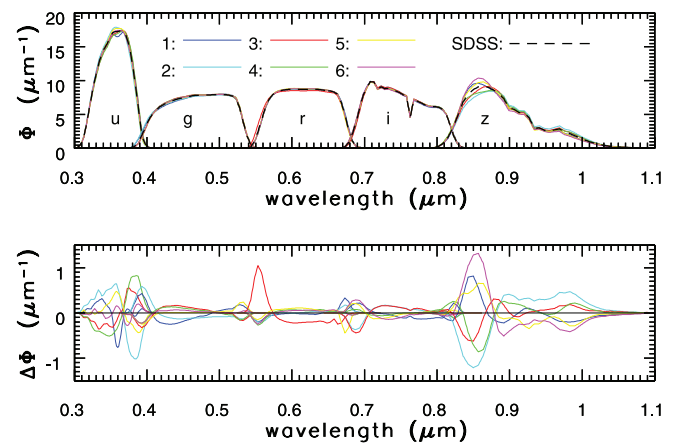 20
15
10
5
0
Φ (μm⁻¹)
1: 3: 5: SDSS:
2: 4: 6:
u g r i z
0.3 0.4 0.5 0.6 0.7 0.8 0.9 1 1.1
wavelength (μm)
1
0
-1
ΔΦ (μm⁻¹)
0.3 0.4 0.5 0.6 0.7 0.8 0.9 1 1.1
wavelength (μm)